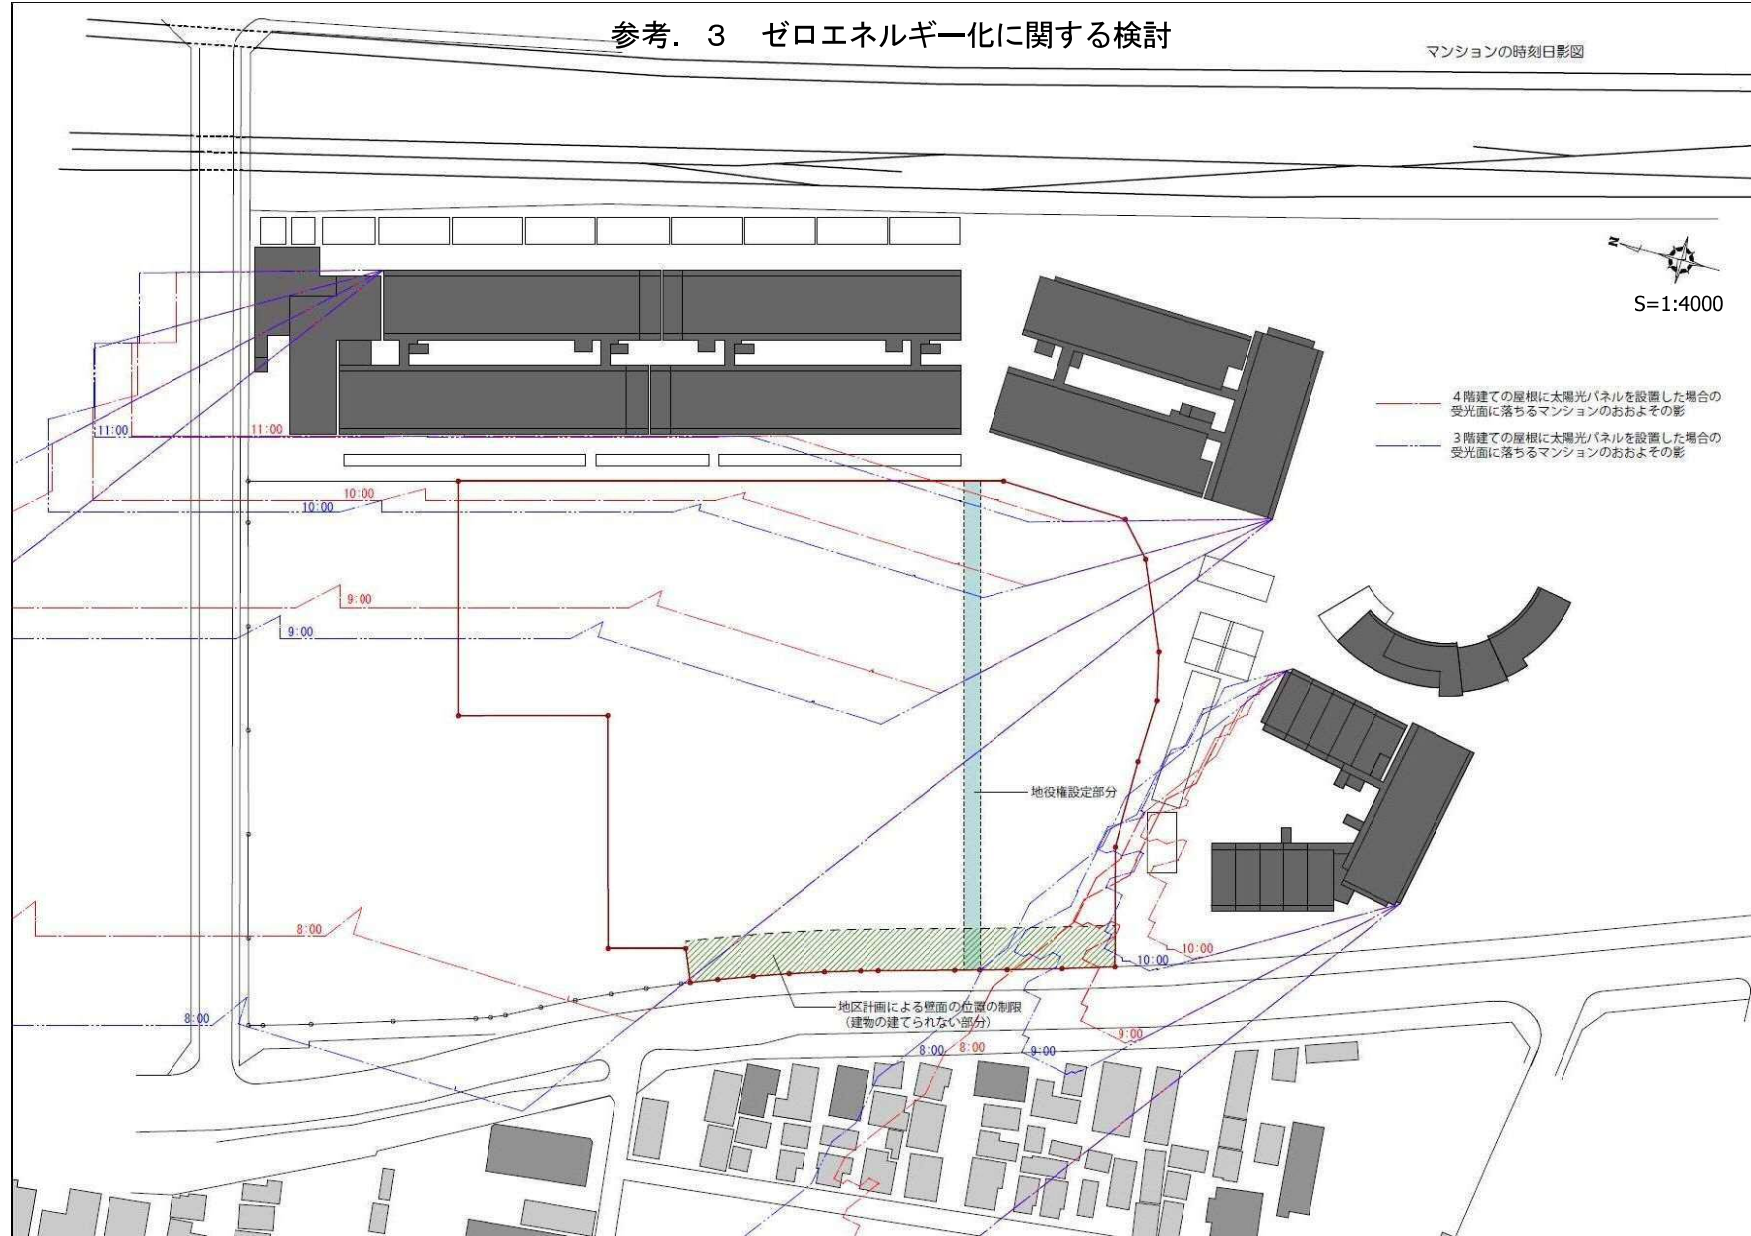 参考．３　ゼロエネルギー化に関する検討
マンションの時刻日影図
N
S=1:4000
４階建ての屋根に太陽光パネルを設置した場合の
受光面に落ちるマンションのおおよその影
３階建ての屋根に太陽光パネルを設置した場合の
受光面に落ちるマンションのおおよその影
11:00
11:00
10:00
10:00
9:00
9:00
地役権設定部分
8:00
10:00
10:00
8:00
地区計画による壁面の位置の制限
（建物の建てられない部分）
9:00
8:00
8:00
9:00